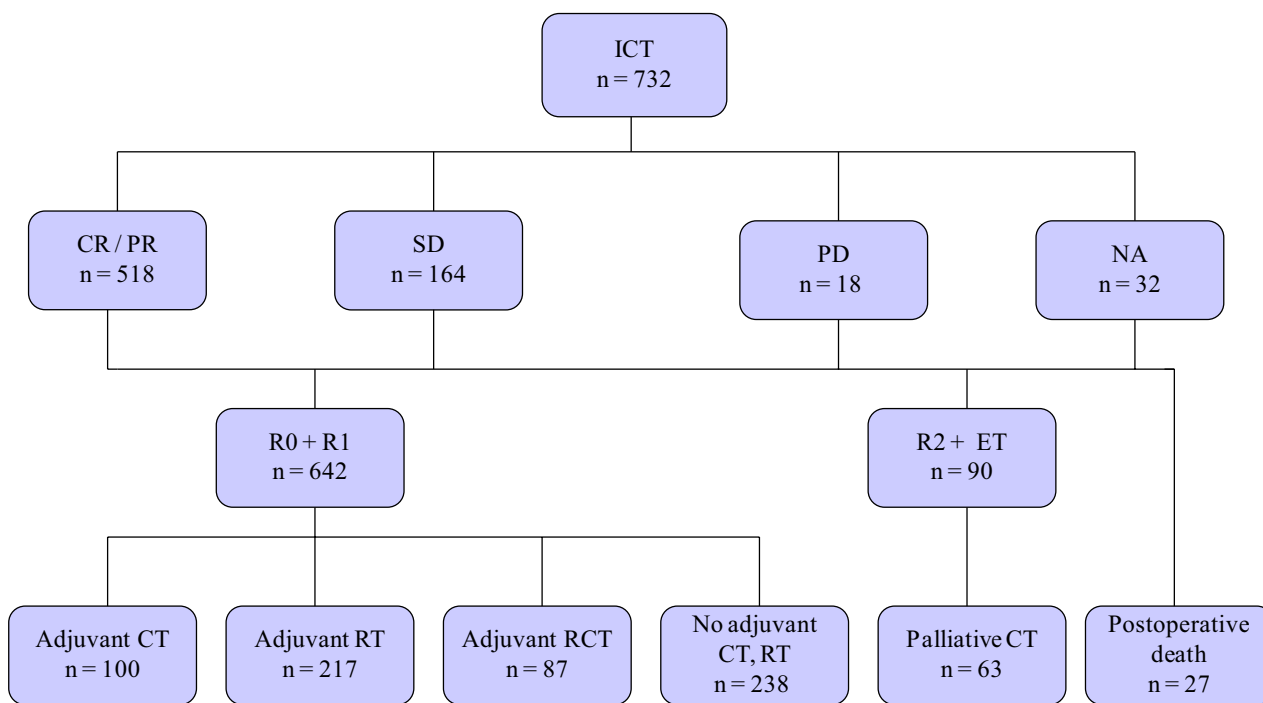 ICT
n = 732
CR / PR
n = 518
SD
n = 164
PD
n = 18
NA
n = 32
R0 + R1
n = 642
R2 + ET
n = 90
Adjuvant CT
n = 100
Adjuvant RT
n = 217
Adjuvant RCT
n = 87
No adjuvant
CT, RT
n = 238
Palliative CT
n = 63
Postoperative
death
n = 27